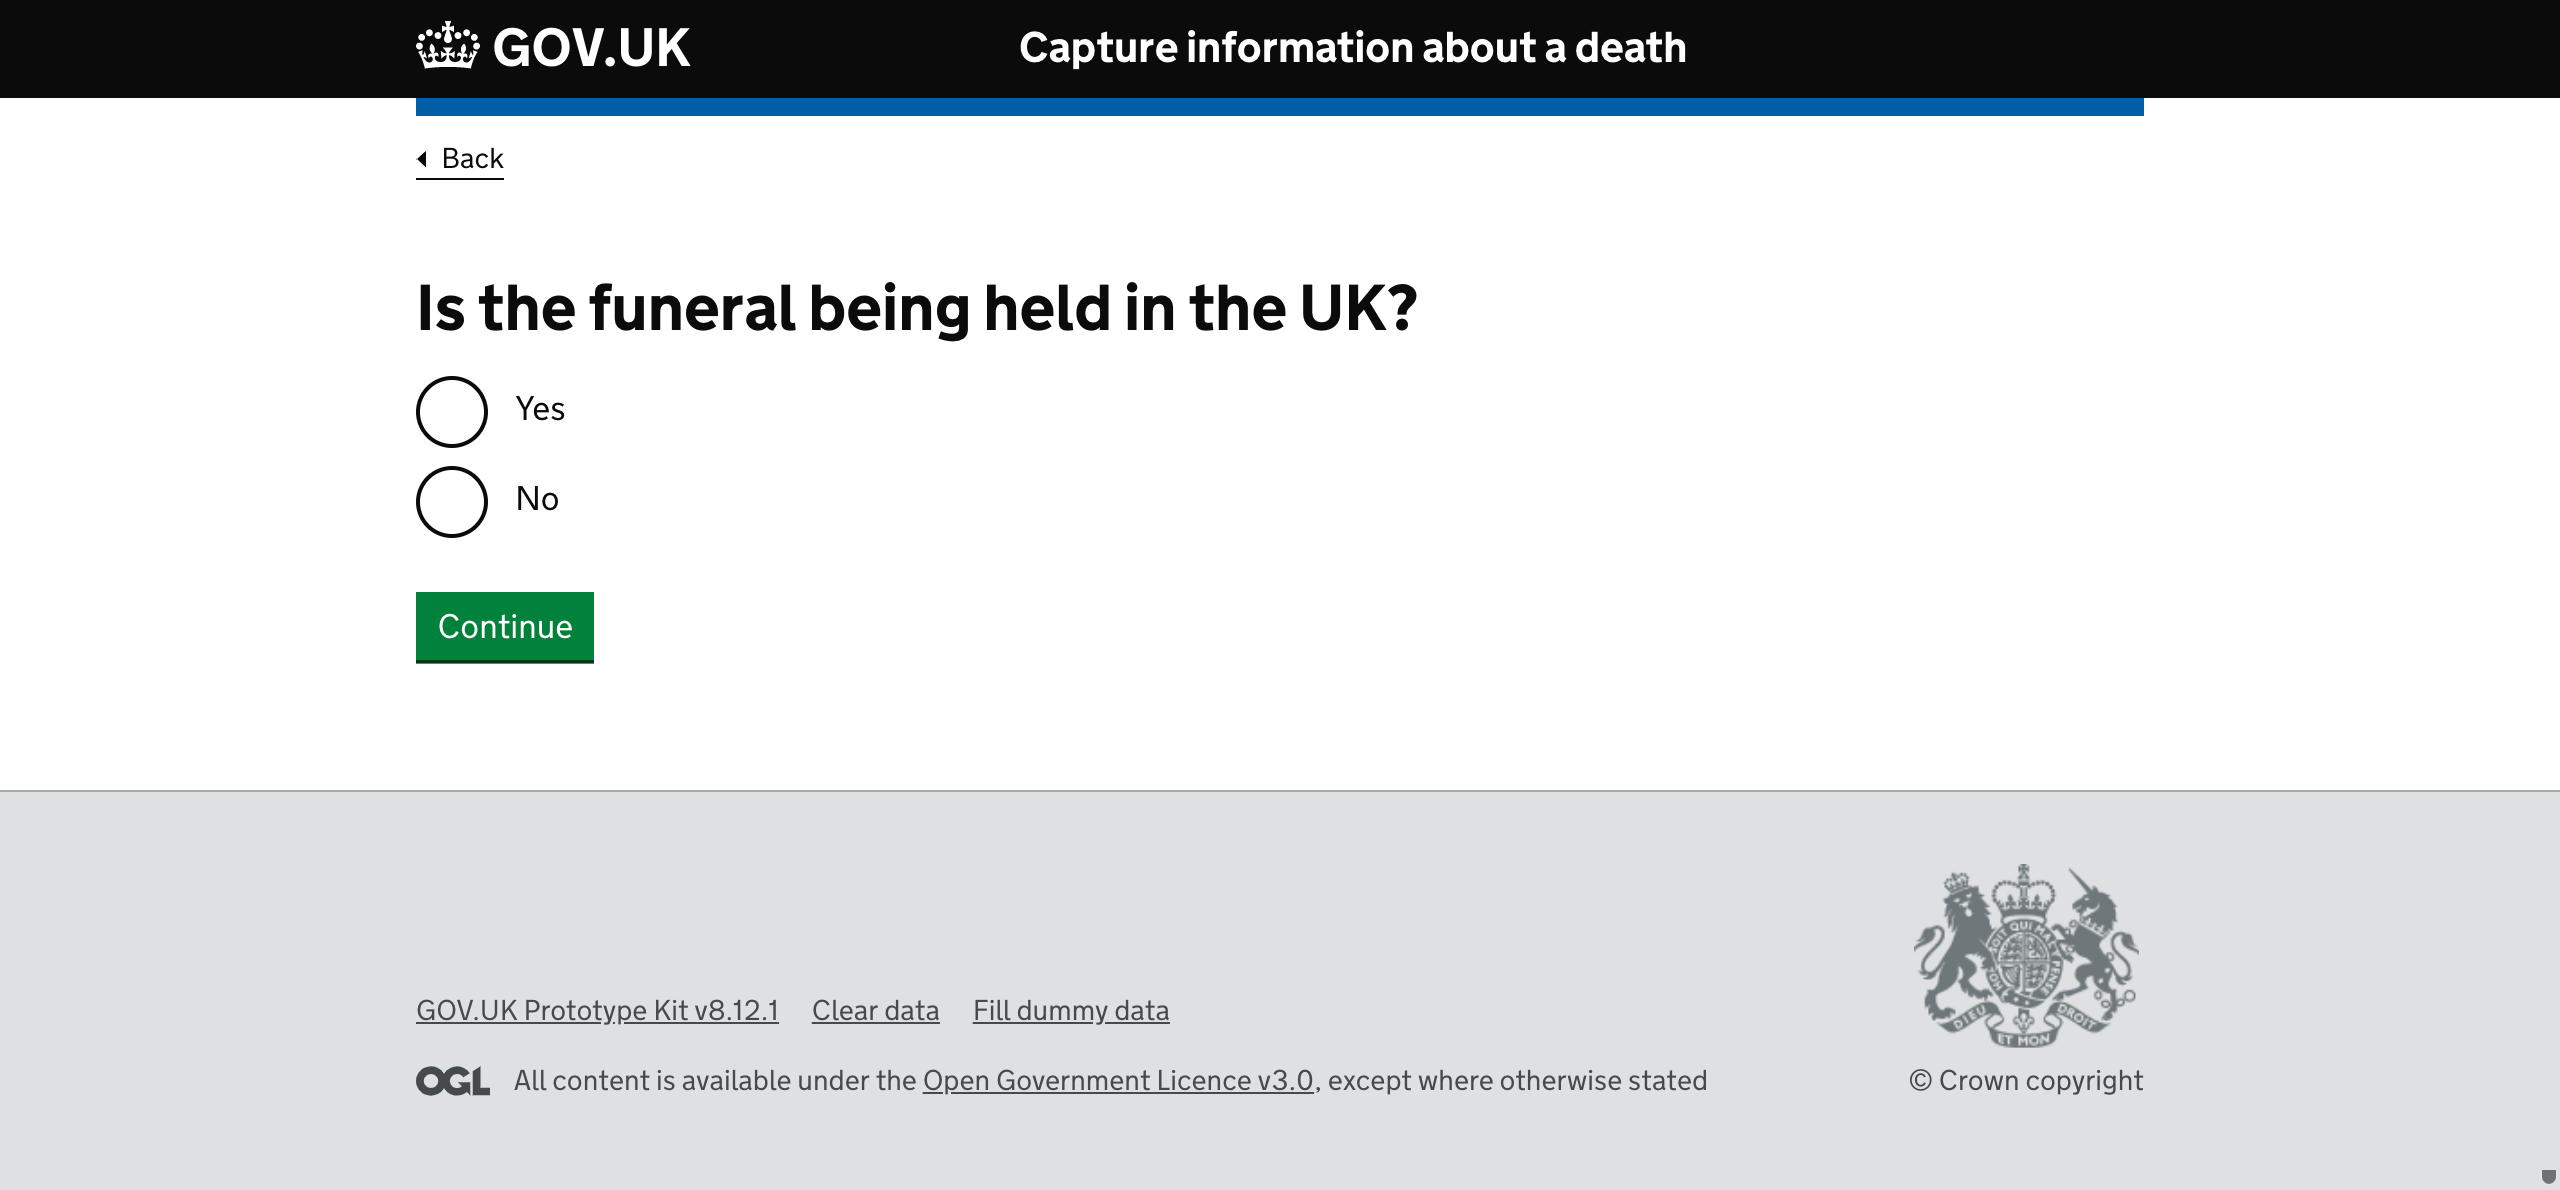 GOV.UK
Capture information about a death
Back
Is the funeral being held in the UK?
Yes
No
Continue
GOV.UK Prototype Kit v8.12.1 Clear data Fill dummy data
OGL All content is available under the Open Government Licence v3.0, except where otherwise stated
DIEU ET MON DROIT
© Crown copyright